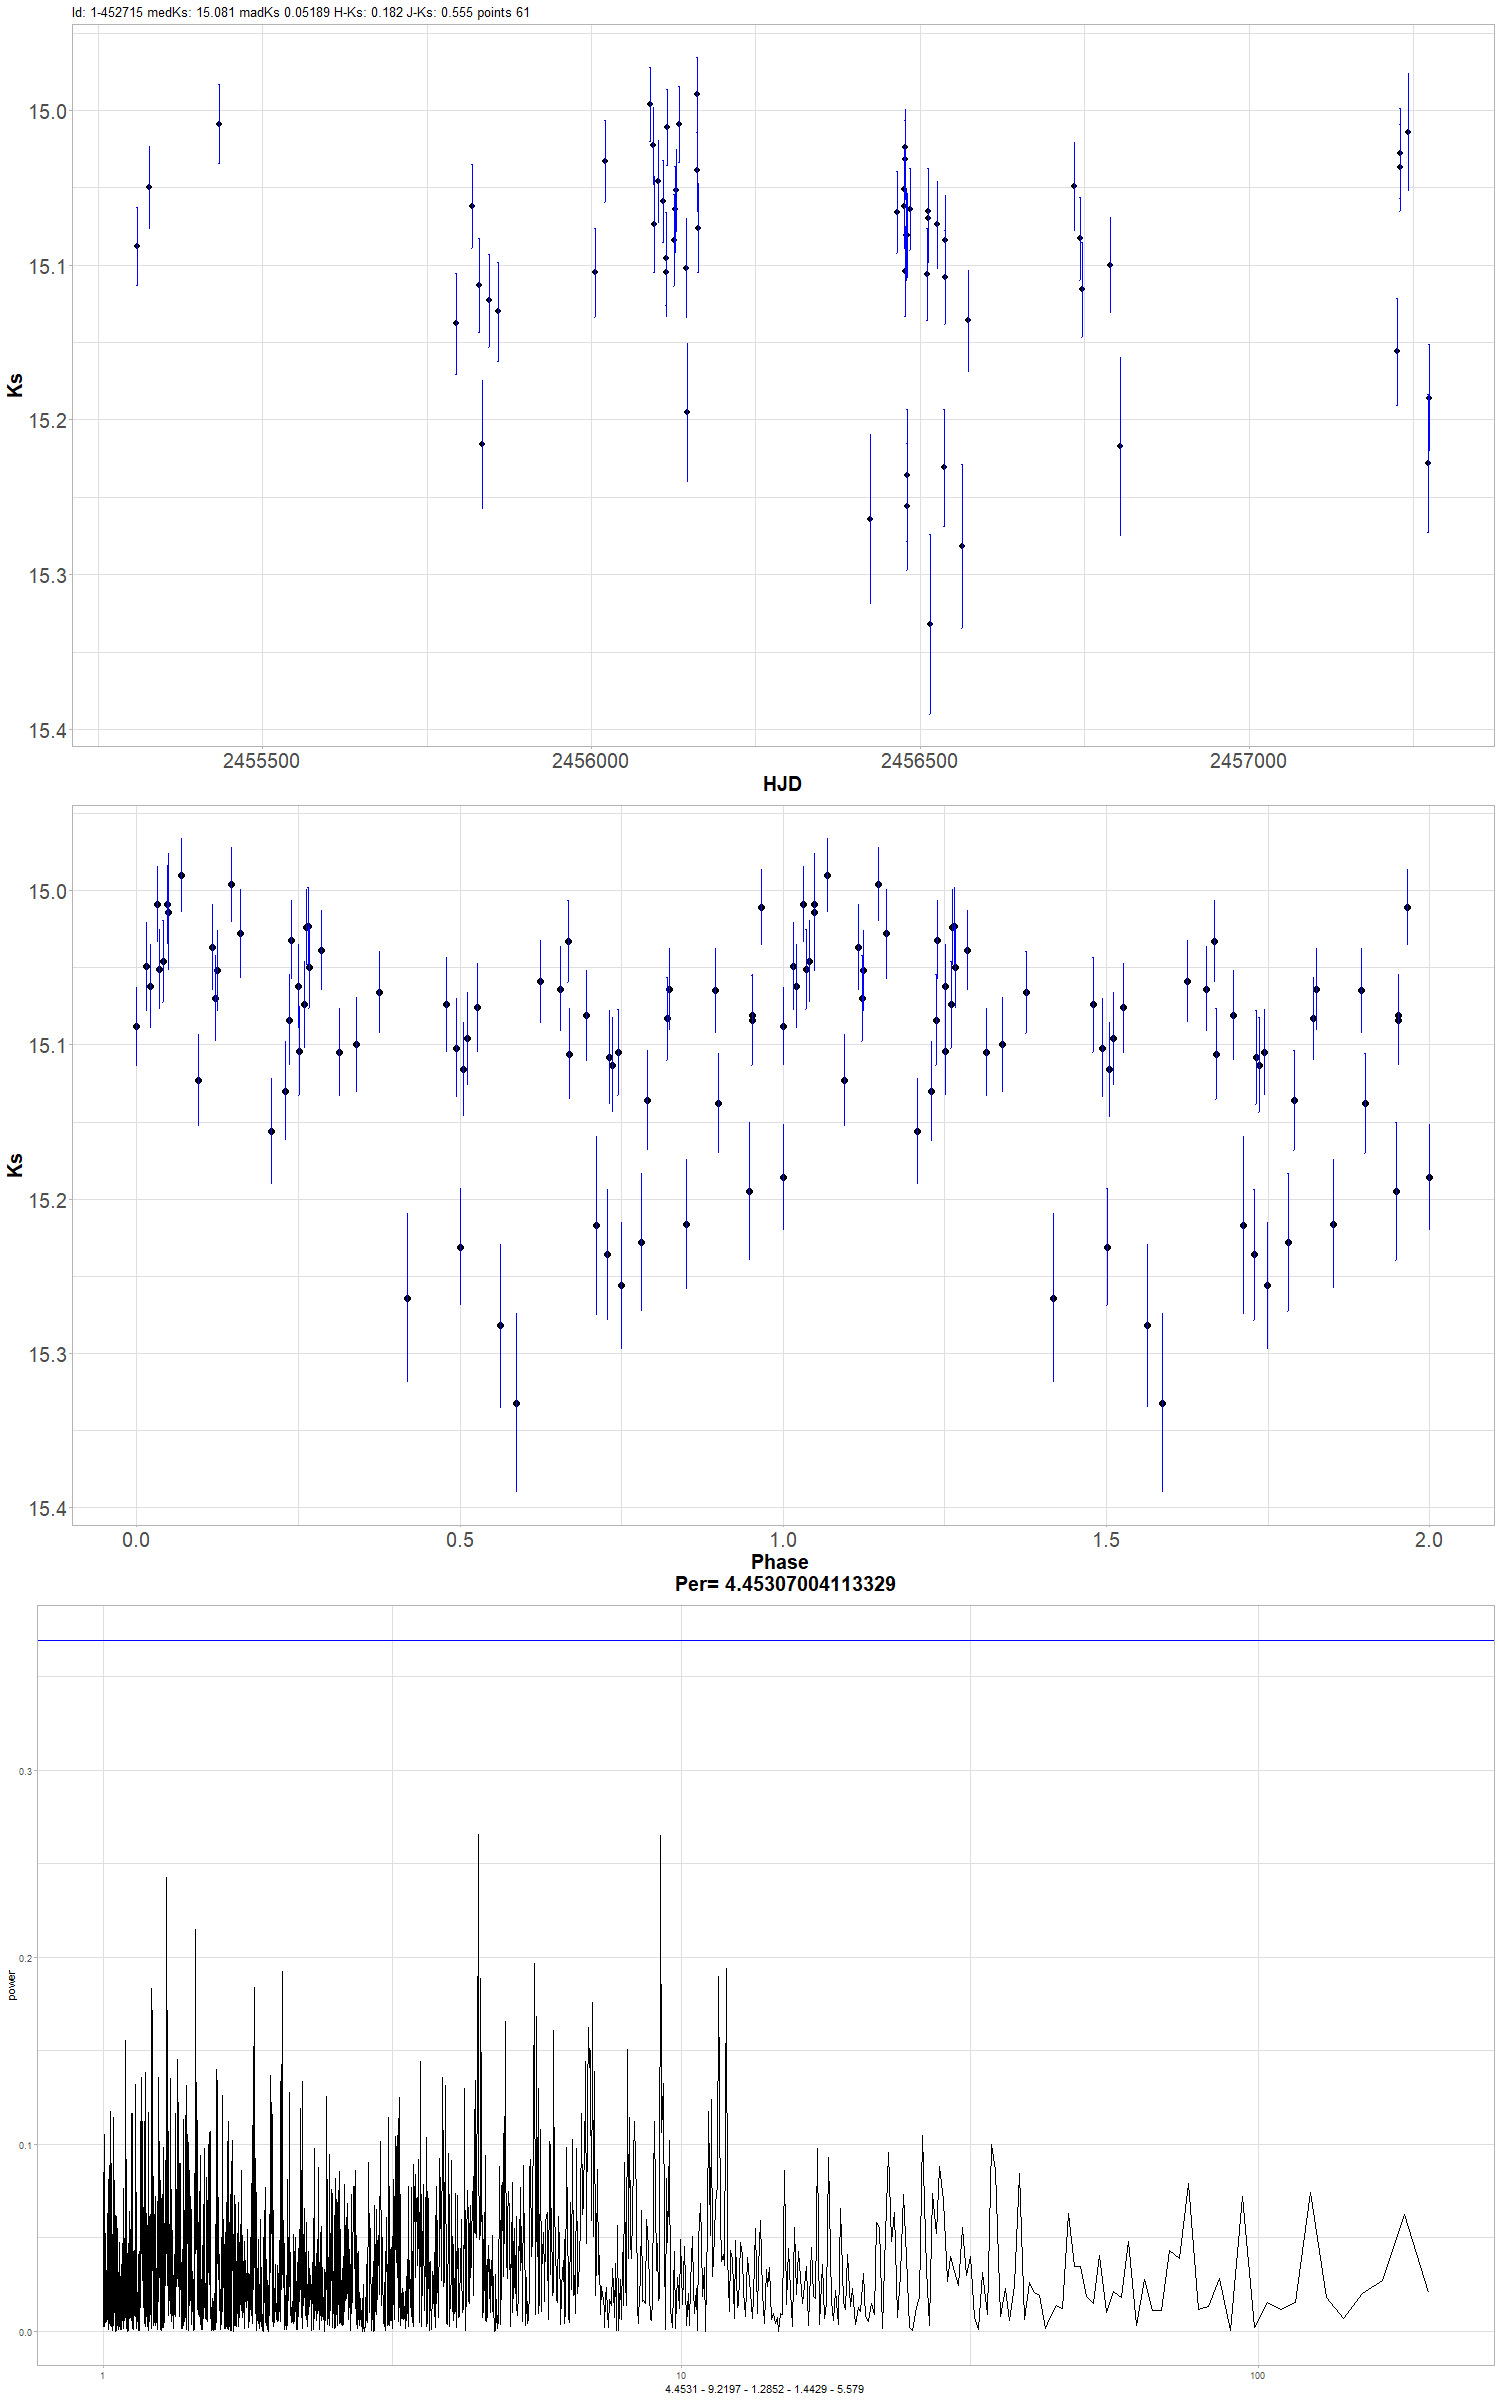 Id: 1-452715 medKs: 15.081 madKs 0.05189 H-Ks: 0.182 J-Ks: 0.555 points 61
15.0
15.1
15.2
15.3
15.4
Ks
2455500 2456000 2456500 2457000
HJD
15.0
15.1
15.2
15.3
15.4
Ks
0.0 0.5 1.0 1.5 2.0
Phase
Per= 4.45307004113329
0.3
0.2
0.1
0.0
power
1 10 100
4.4531 - 9.2197 - 1.2852 - 1.4429 - 5.579